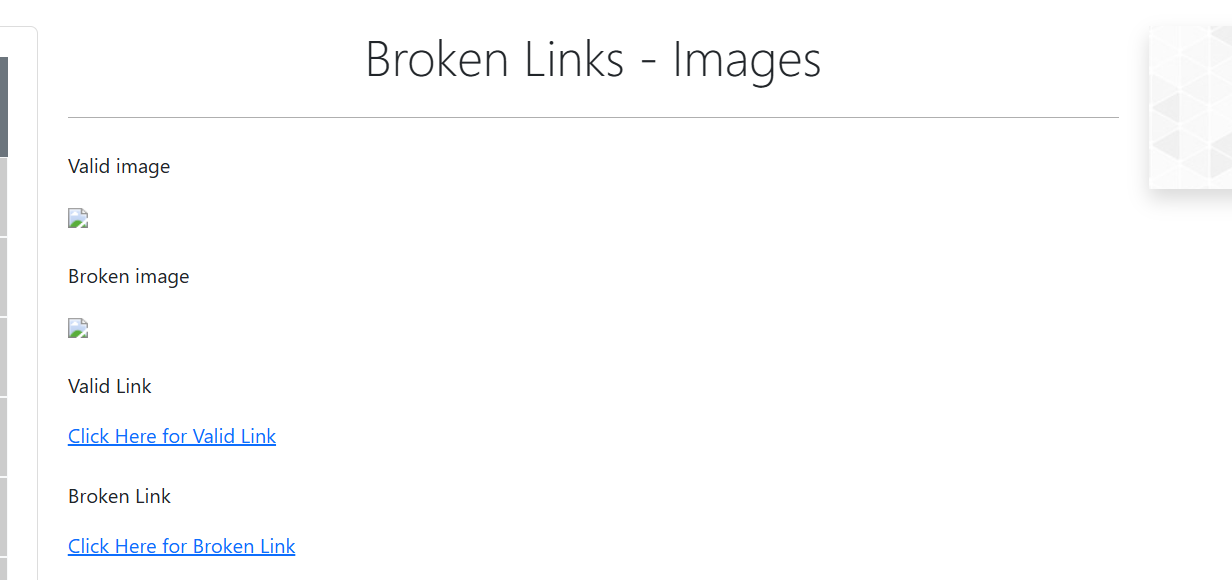 Broken Links - Images
Valid image
Broken image
Valid Link
Click Here for Valid Link
Broken Link
Click Here for Broken Link